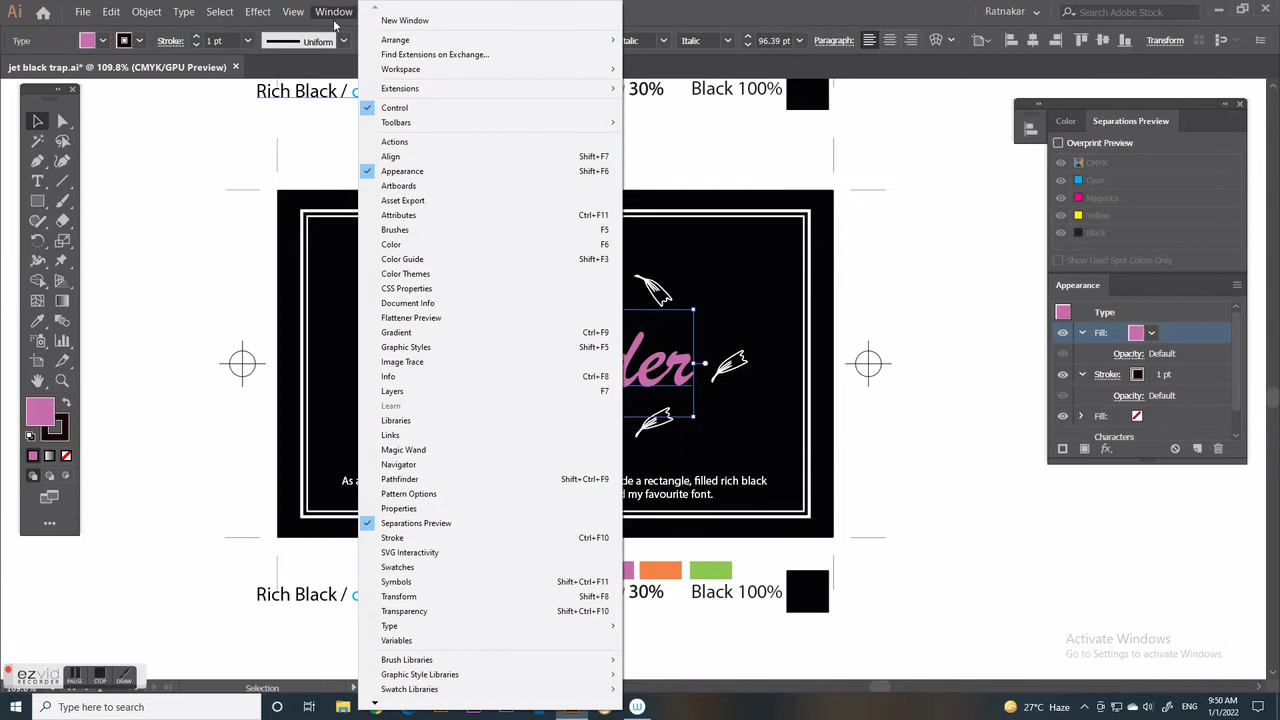 Ai Edit Object Type Select Effect View Window Ratnakar Search Adobe Stock
Type Stroke: 1 pt Uniform Italic 96.39 pt Paragraph: Transform
jet black trap.ai* @ 109.8% (CMYK/GPU Preview)
New Window
Arrange
Find Extensions on Exchange...
Workspace
Extensions
Control
Toolbars
Actions
Align Shift+F7
Appearance Shift+F6
Artboards
Asset Export
Attributes Ctrl+F11
Brushes F5
Color F6
Color Guide Shift+F3
Color Themes
CSS Properties
Document Info
Flattener Preview
Gradient Ctrl+F9
Graphic Styles Shift+F5
Image Trace
Info Ctrl+F8
Layers F7
Learn
Libraries
Links
Magic Wand
Navigator
Pathfinder Shift+Ctrl+F9
Pattern Options
Properties
Separations Preview
Stroke Ctrl+F10
SVG Interactivity
Swatches
Symbols Shift+Ctrl+F11
Transform Shift+F8
Transparency Shift+Ctrl+F10
Type
Variables
Brush Libraries
Graphic Style Libraries
Swatch Libraries
Rich Black / c
30% Black 100%
der
As a
de a rectangle, filled rich black
d my favourite font.
Rich Black / c
/ 30% Black 100%
Color Separations Preview
Overprint Preview
CMYK
Cyan
Magenta
Yellow
Black
Show Used Spot Colors Only
Appearance
Type
Fill:
Opacity: Default
Stroke: 1 pt
Opacity: Default
Fill:
Characters
fx.
Activate Windows
Go to Settings to activate Windows.
ezvid
RECORDER
PAUSE STOP DRAW
109.8% Selection
Type here to search
27°C Haze
9:50 AM
1/1/2022